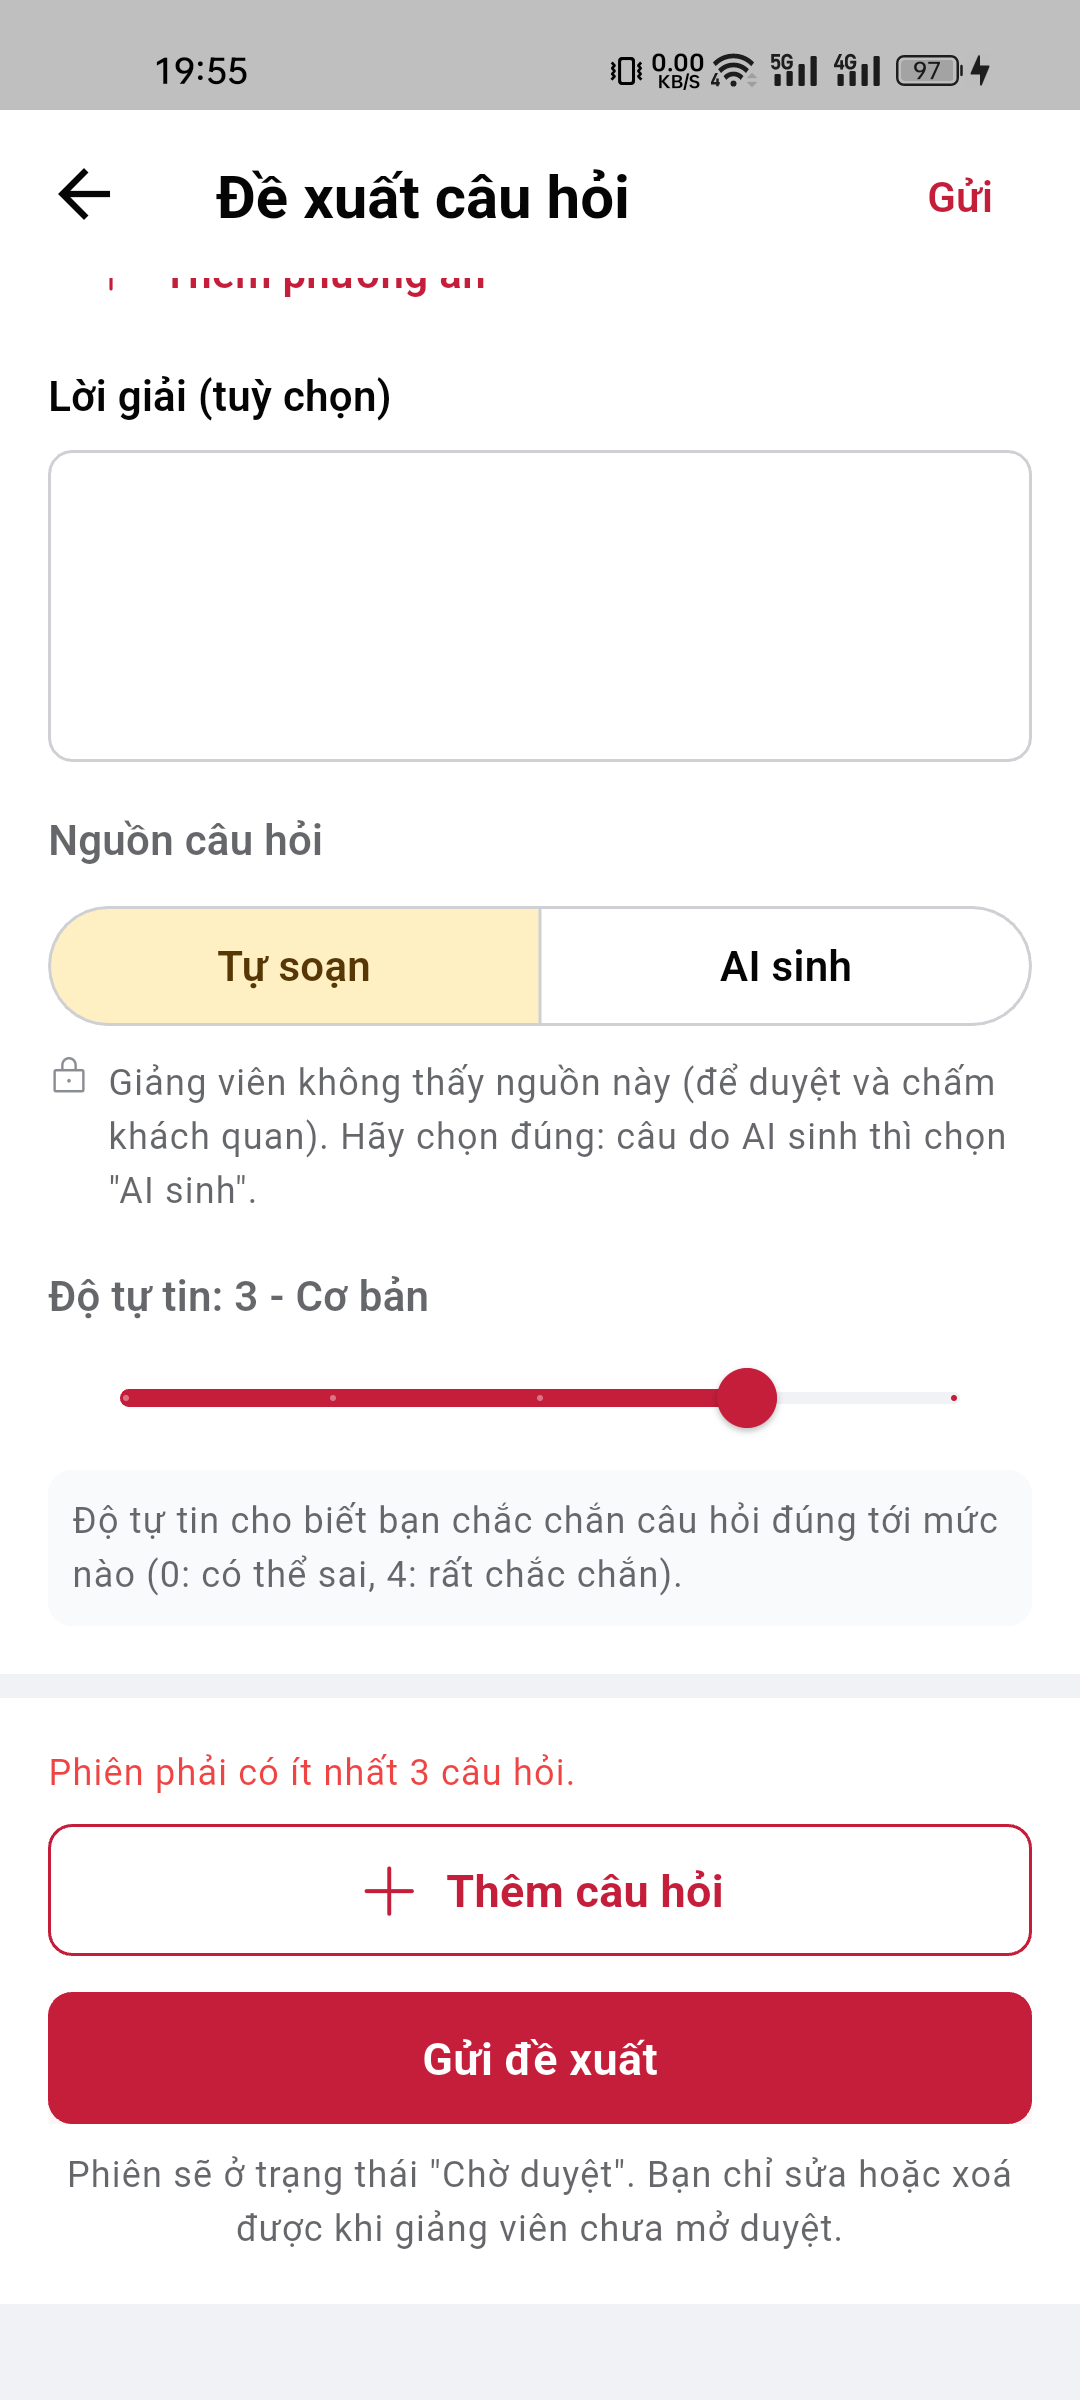 19:55
0.00
KB/S
4
5G
4G
97
Đề xuất câu hỏi
Gửi
Thêm phương án
Lời giải (tuỳ chọn)
Nguồn câu hỏi
Tự soạn
AI sinh
Giảng viên không thấy nguồn này (để duyệt và chấm
khách quan). Hãy chọn đúng: câu do AI sinh thì chọn
"AI sinh".
Độ tự tin: 3 - Cơ bản
Độ tự tin cho biết bạn chắc chắn câu hỏi đúng tới mức
nào (0: có thể sai, 4: rất chắc chắn).
Phiên phải có ít nhất 3 câu hỏi.
Thêm câu hỏi
Gửi đề xuất
Phiên sẽ ở trạng thái "Chờ duyệt". Bạn chỉ sửa hoặc xoá
được khi giảng viên chưa mở duyệt.